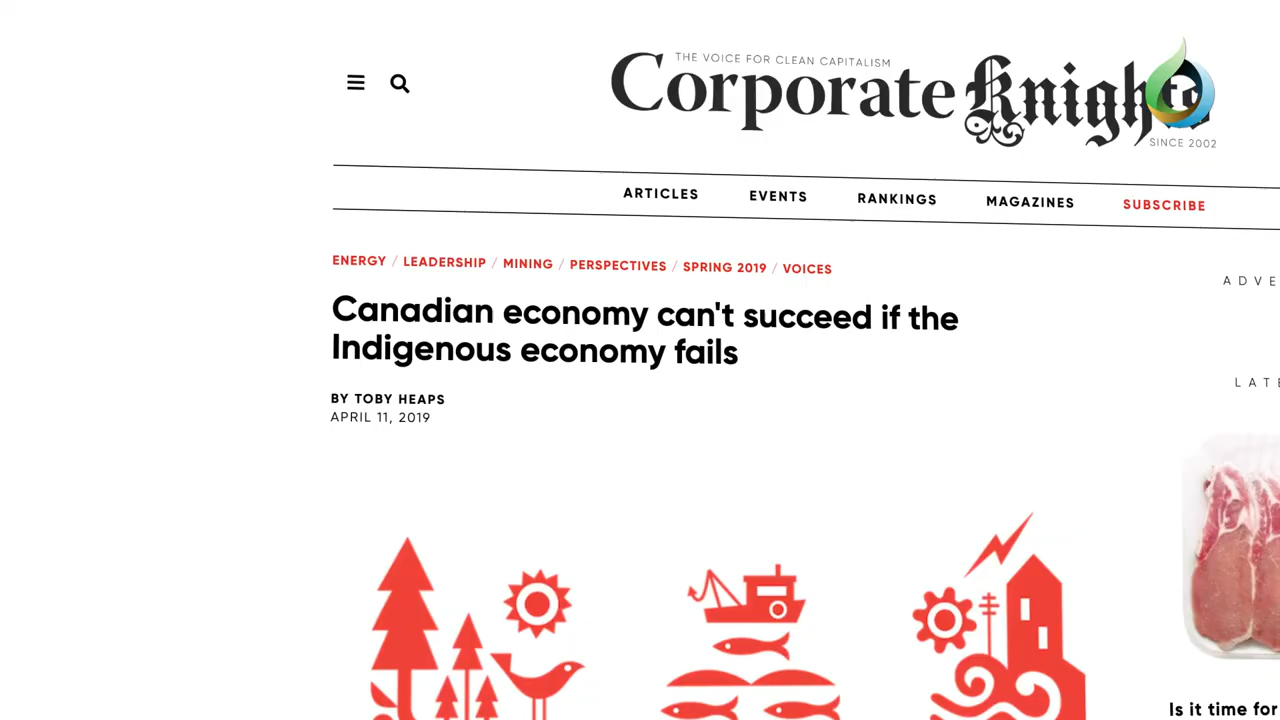 THE VOICE FOR CLEAN CAPITALISM
Corporate Knights
SINCE 2002
ARTICLES EVENTS RANKINGS MAGAZINES SUBSCRIBE
ENERGY / LEADERSHIP / MINING / PERSPECTIVES / SPRING 2019 / VOICES
ADVE
Canadian economy can't succeed if the
Indigenous economy fails
LATE
BY TOBY HEAPS
APRIL 11, 2019
Is it time for